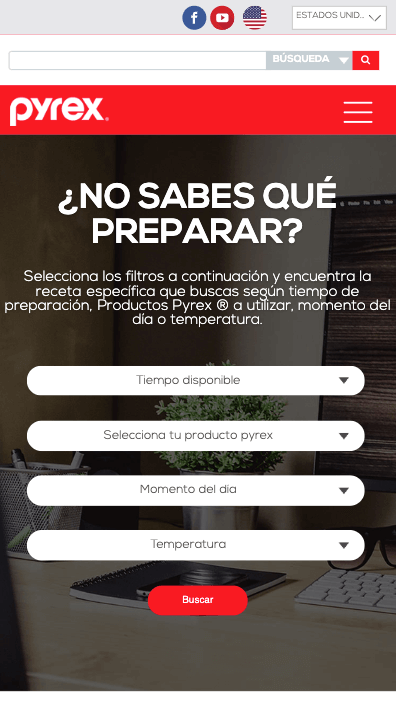 ESTADOS UNID...
BÚSQUEDA
pyrex®
¿NO SABES QUÉ
PREPARAR?
Selecciona los filtros a continuación y encuentra la
receta específica que buscas según tiempo de
preparación, Productos Pyrex ® a utilizar, momento del
día o temperatura.
Tiempo disponible
Selecciona tu producto pyrex
Momento del día
Temperatura
Buscar